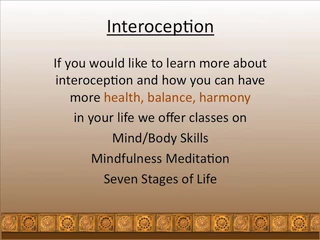 Interoception
If you would like to learn more about
interoception and how you can have
more health, balance, harmony
in your life we offer classes on
Mind/Body Skills
Mindfulness Meditation
Seven Stages of Life